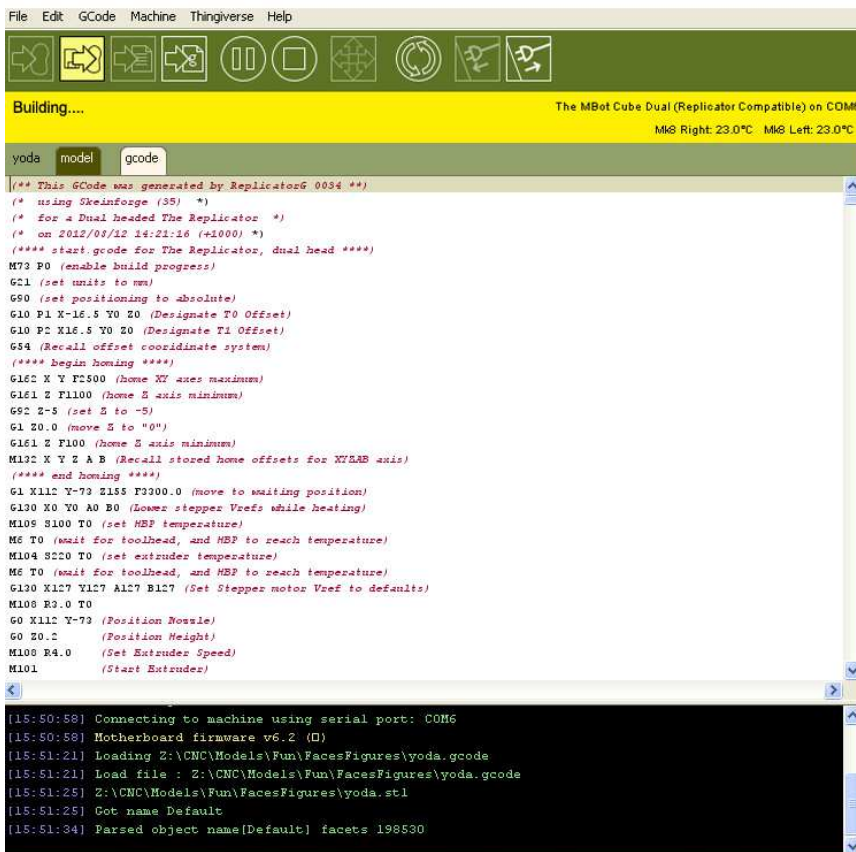 File Edit GCode Machine Thingiverse Help
Building....
The MBot Cube Dual (Replicator Compatible) on COM6
Mk8 Right: 23.0°C Mk8 Left: 23.0°C
yoda model gcode
(** This GCode was generated by ReplicatorG 0034 **)
(* using Skeinforge (35) *)
(* for a Dual headed The Replicator *)
(* on 2012/08/12 14:21:16 (+1000) *)
(**** start.gcode for The Replicator, dual head ****)
M73 P0 (enable build progress)
G21 (set units to mm)
G90 (set positioning to absolute)
G10 P1 X-16.5 Y0 Z0 (Designate T0 Offset)
G10 P2 X16.5 Y0 Z0 (Designate T1 Offset)
G54 (Recall offset cooridinate system)
(**** begin homing ****)
G162 X Y F2500 (home XY axes maximum)
G161 Z F1100 (home Z axis minimum)
G92 Z-5 (set Z to -5)
G1 Z0.0 (move Z to "0")
G161 Z F100 (home Z axis minimum)
M132 X Y Z A B (Recall stored home offsets for XYZAB axis)
(**** end homing ****)
G1 X112 Y-73 Z155 F3300.0 (move to waiting position)
G130 X0 Y0 A0 B0 (Lower stepper Vrefs while heating)
M109 S100 T0 (set HBP temperature)
M6 T0 (wait for toolhead, and HBP to reach temperature)
M104 S220 T0 (set extruder temperature)
M6 T0 (wait for toolhead, and HBP to reach temperature)
G130 X127 Y127 A127 B127 (Set Stepper motor Vref to defaults)
M108 R3.0 T0
G0 X112 Y-73 (Position Nozzle)
G0 Z0.2 (Position Height)
M108 R4.0 (Set Extruder Speed)
M101 (Start Extruder)
[15:50:58] Connecting to machine using serial port: COM6
[15:50:58] Motherboard firmware v6.2 (□)
[15:51:21] Loading Z:\CNC\Models\Fun\FacesFigures\yoda.gcode
[15:51:21] Load file : Z:\CNC\Models\Fun\FacesFigures\yoda.gcode
[15:51:25] Z:\CNC\Models\Fun\FacesFigures\yoda.stl
[15:51:25] Got name Default
[15:51:34] Parsed object name[Default] facets 198530